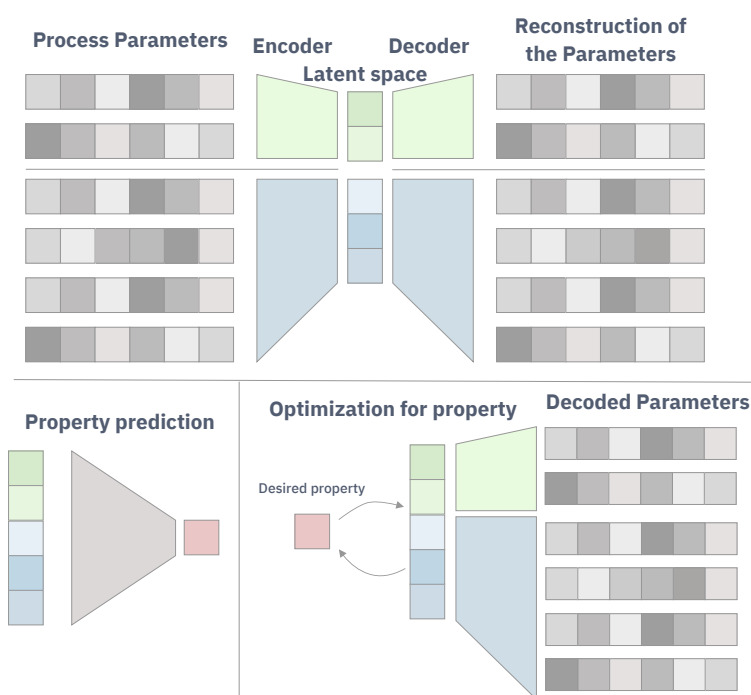 Process Parameters
Encoder
Decoder
Latent space
Reconstruction of
the Parameters
Property prediction
Optimization for property
Decoded Parameters
Desired property